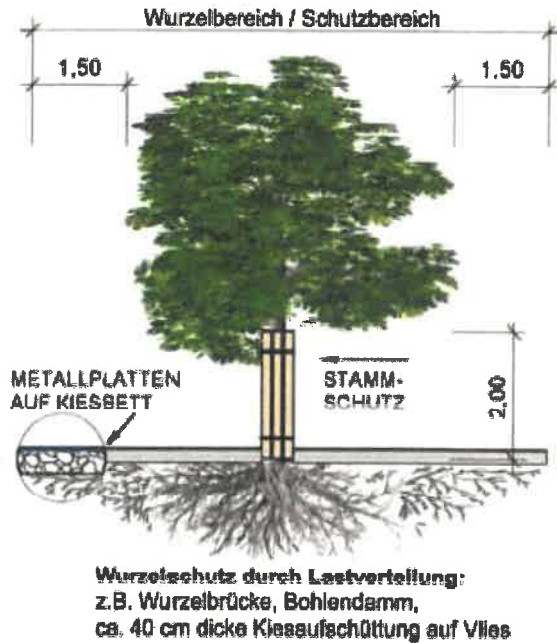 Wurzelbereich / Schutzbereich
1,50
1.50
METALLPLATTEN
AUF KIESBETT
STAMM-
SCHUTZ
2,00
Wurzelschutz durch Lastverteilung:
z.B. Wurzelbrücke, Bohlendamm,
ca. 40 cm dicke Kiesaufschüttung auf Vlies